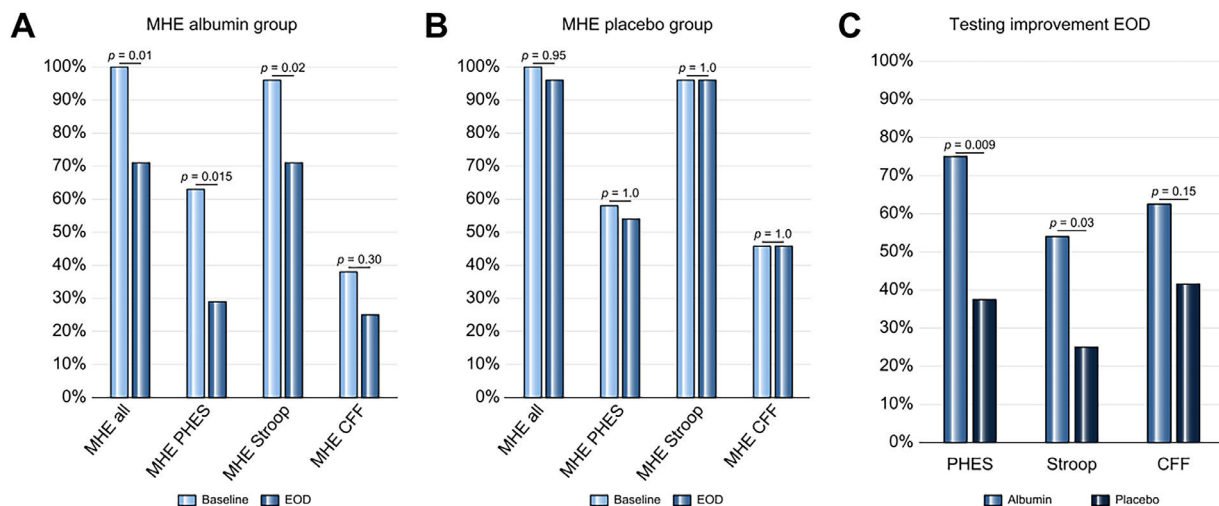 A
MHE albumin group
100%
90%
80%
70%
60%
50%
40%
30%
20%
10%
0%
p = 0.01
p = 0.015
p = 0.02
p = 0.30
MHE all
MHE PHES
MHE Stroop
MHE CFF
Baseline
EOD
B
MHE placebo group
100%
90%
80%
70%
60%
50%
40%
30%
20%
10%
0%
p = 0.95
p = 1.0
p = 1.0
p = 1.0
MHE all
MHE PHES
MHE Stroop
MHE CFF
Baseline
EOD
C
Testing improvement EOD
100%
90%
80%
70%
60%
50%
40%
30%
20%
10%
0%
p = 0.009
p = 0.03
p = 0.15
PHES
Stroop
CFF
Albumin
Placebo